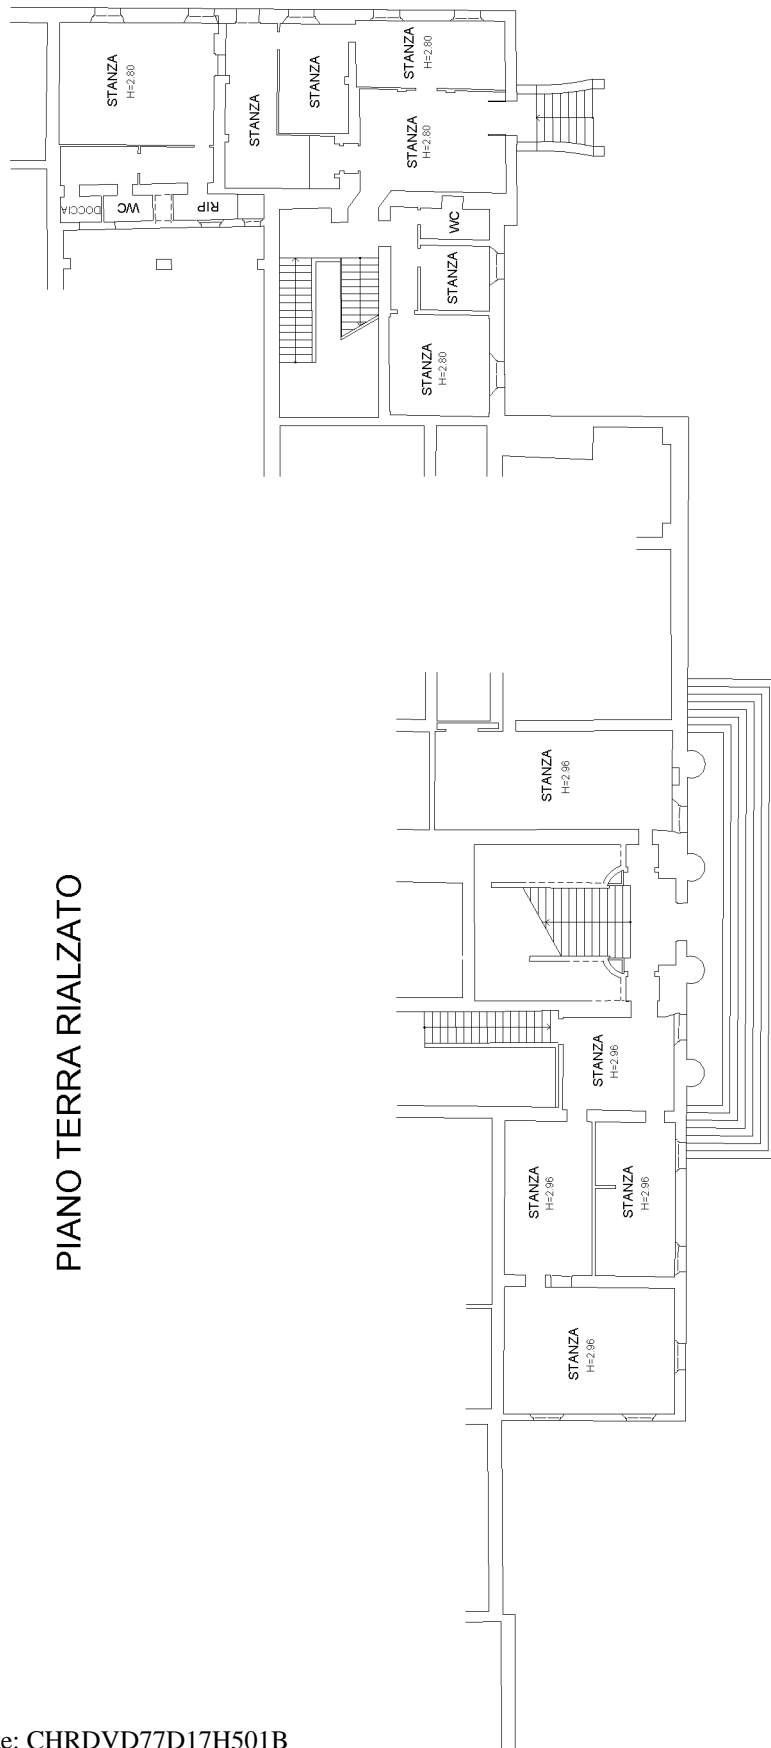 STANZA
H=2.80
STANZA
STANZA
STANZA
H=2.80
STANZA
H=2.80
DOCCIA
WC
RIP
WC
STANZA
STANZA
H=2.80
STANZA
H=2.96
PIANO TERRA RIALZATO
STANZA
H=2.96
STANZA
H=2.96
STANZA
H=2.96
STANZA
H=2.96
e: CHRDVD77D17H501B